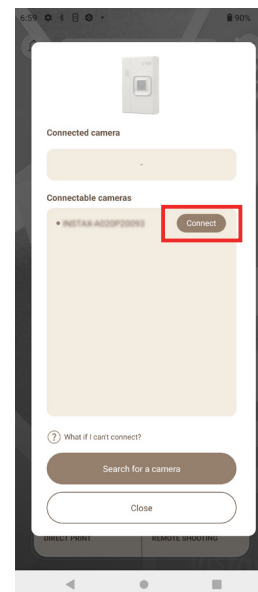 6:59
90%
Connected camera
-
Connectable cameras
Connect
? What if I can't connect?
Search for a camera
Close
DIRECT PRINT
REMOTE SHOOTING